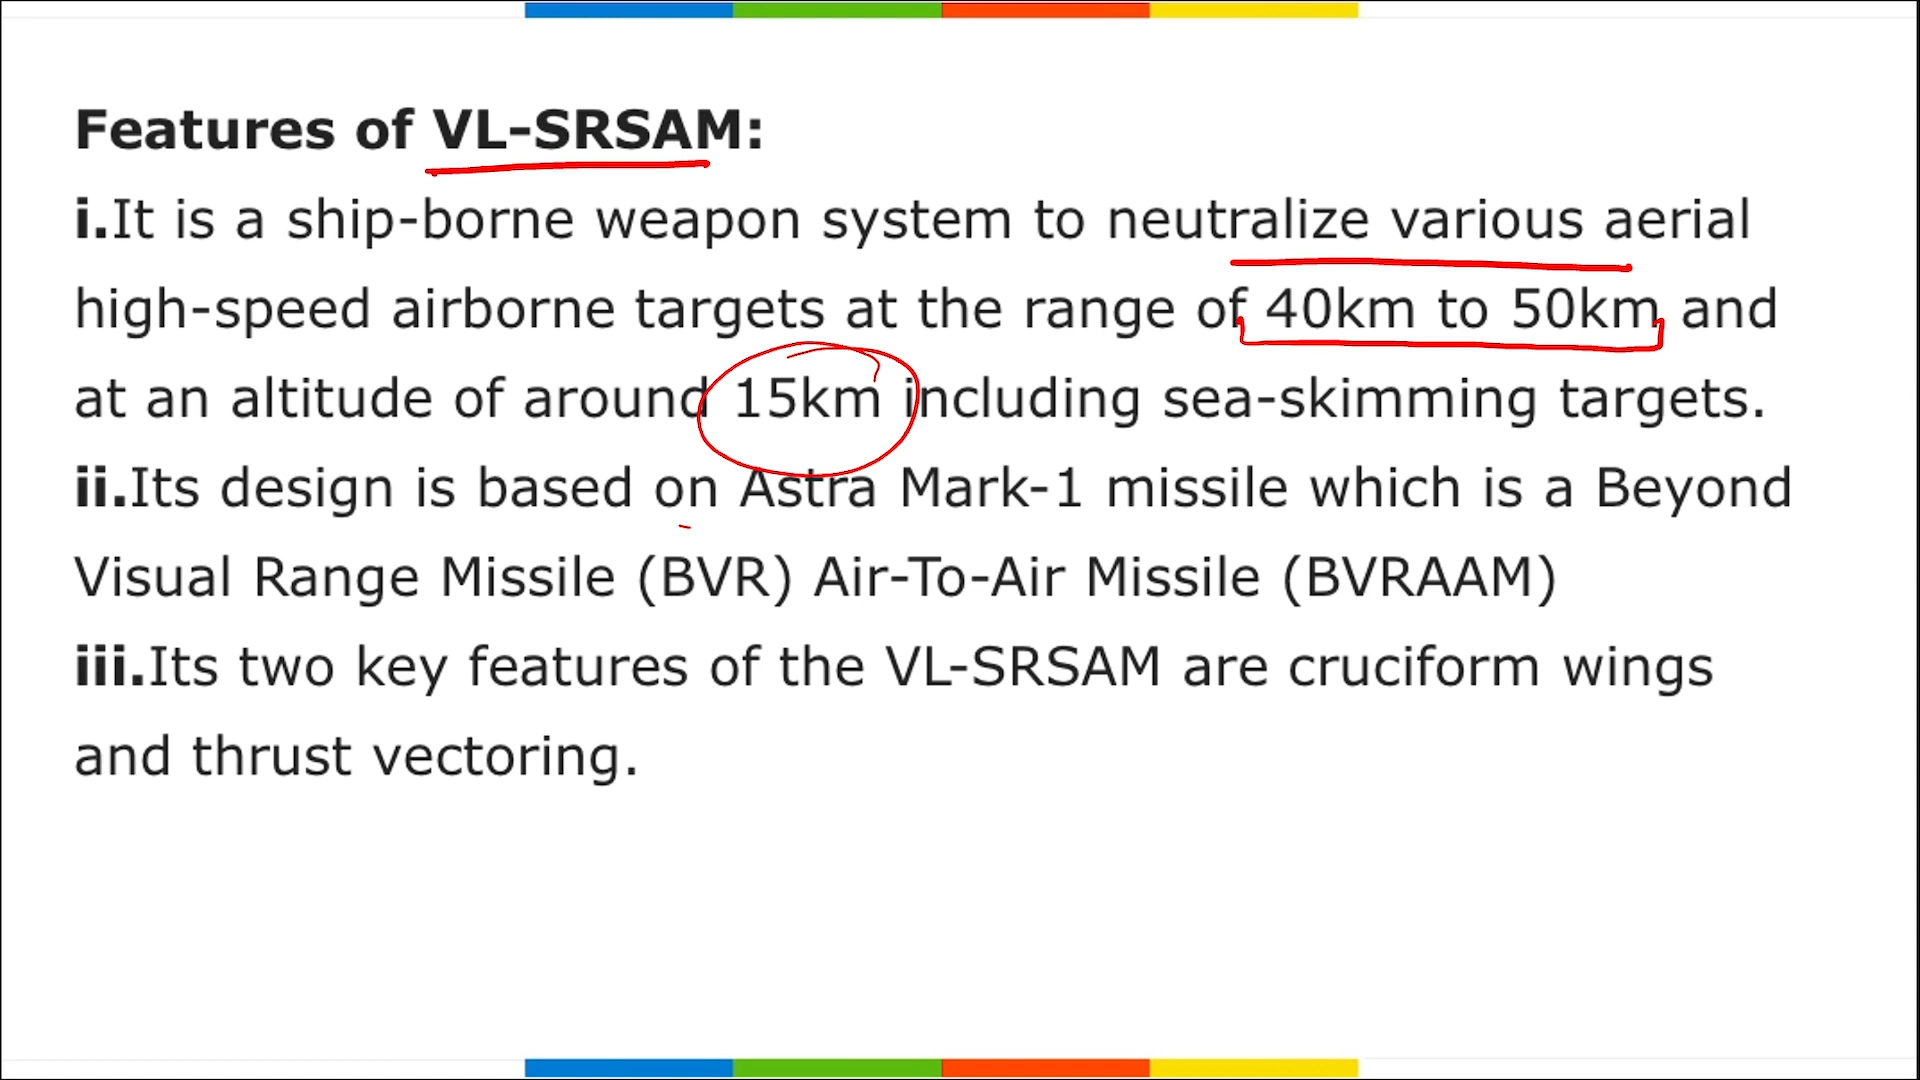 Features of VL-SRSAM:
i.It is a ship-borne weapon system to neutralize various aerial
high-speed airborne targets at the range of 40km to 50km and
at an altitude of around 15km including sea-skimming targets.
ii.Its design is based on Astra Mark-1 missile which is a Beyond
Visual Range Missile (BVR) Air-To-Air Missile (BVRAAM)
iii.Its two key features of the VL-SRSAM are cruciform wings
and thrust vectoring.